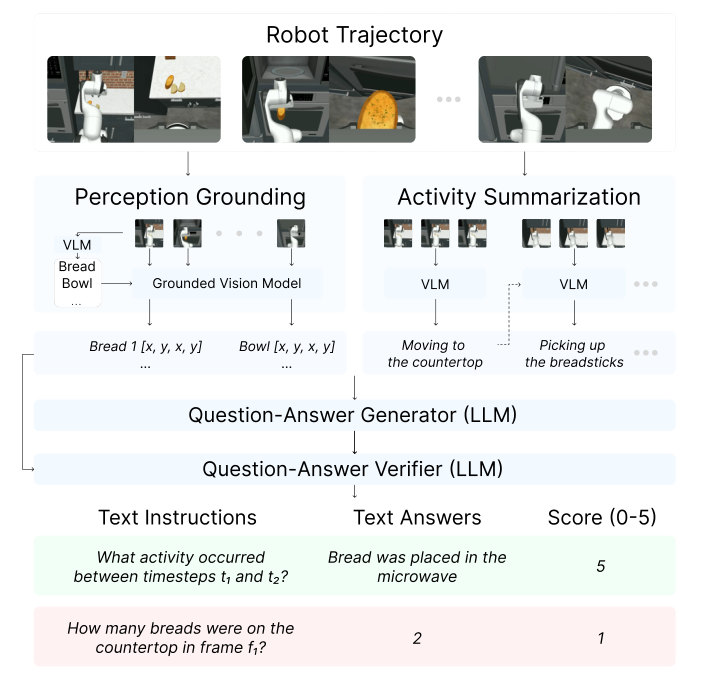 Robot Trajectory
Perception Grounding
Activity Summarization
VLM
Bread
Bowl
...
Grounded Vision Model
VLM
VLM
Bread 1 [x, y, x, y]
...
Bowl [x, y, x, y]
...
Moving to
the countertop
Picking up
the breadsticks
Question-Answer Generator (LLM)
Question-Answer Verifier (LLM)
Text Instructions
Text Answers
Score (0-5)
What activity occurred
between timesteps t₁ and t₂?
Bread was placed in the
microwave
5
How many breads were on the
countertop in frame f₁?
2
1